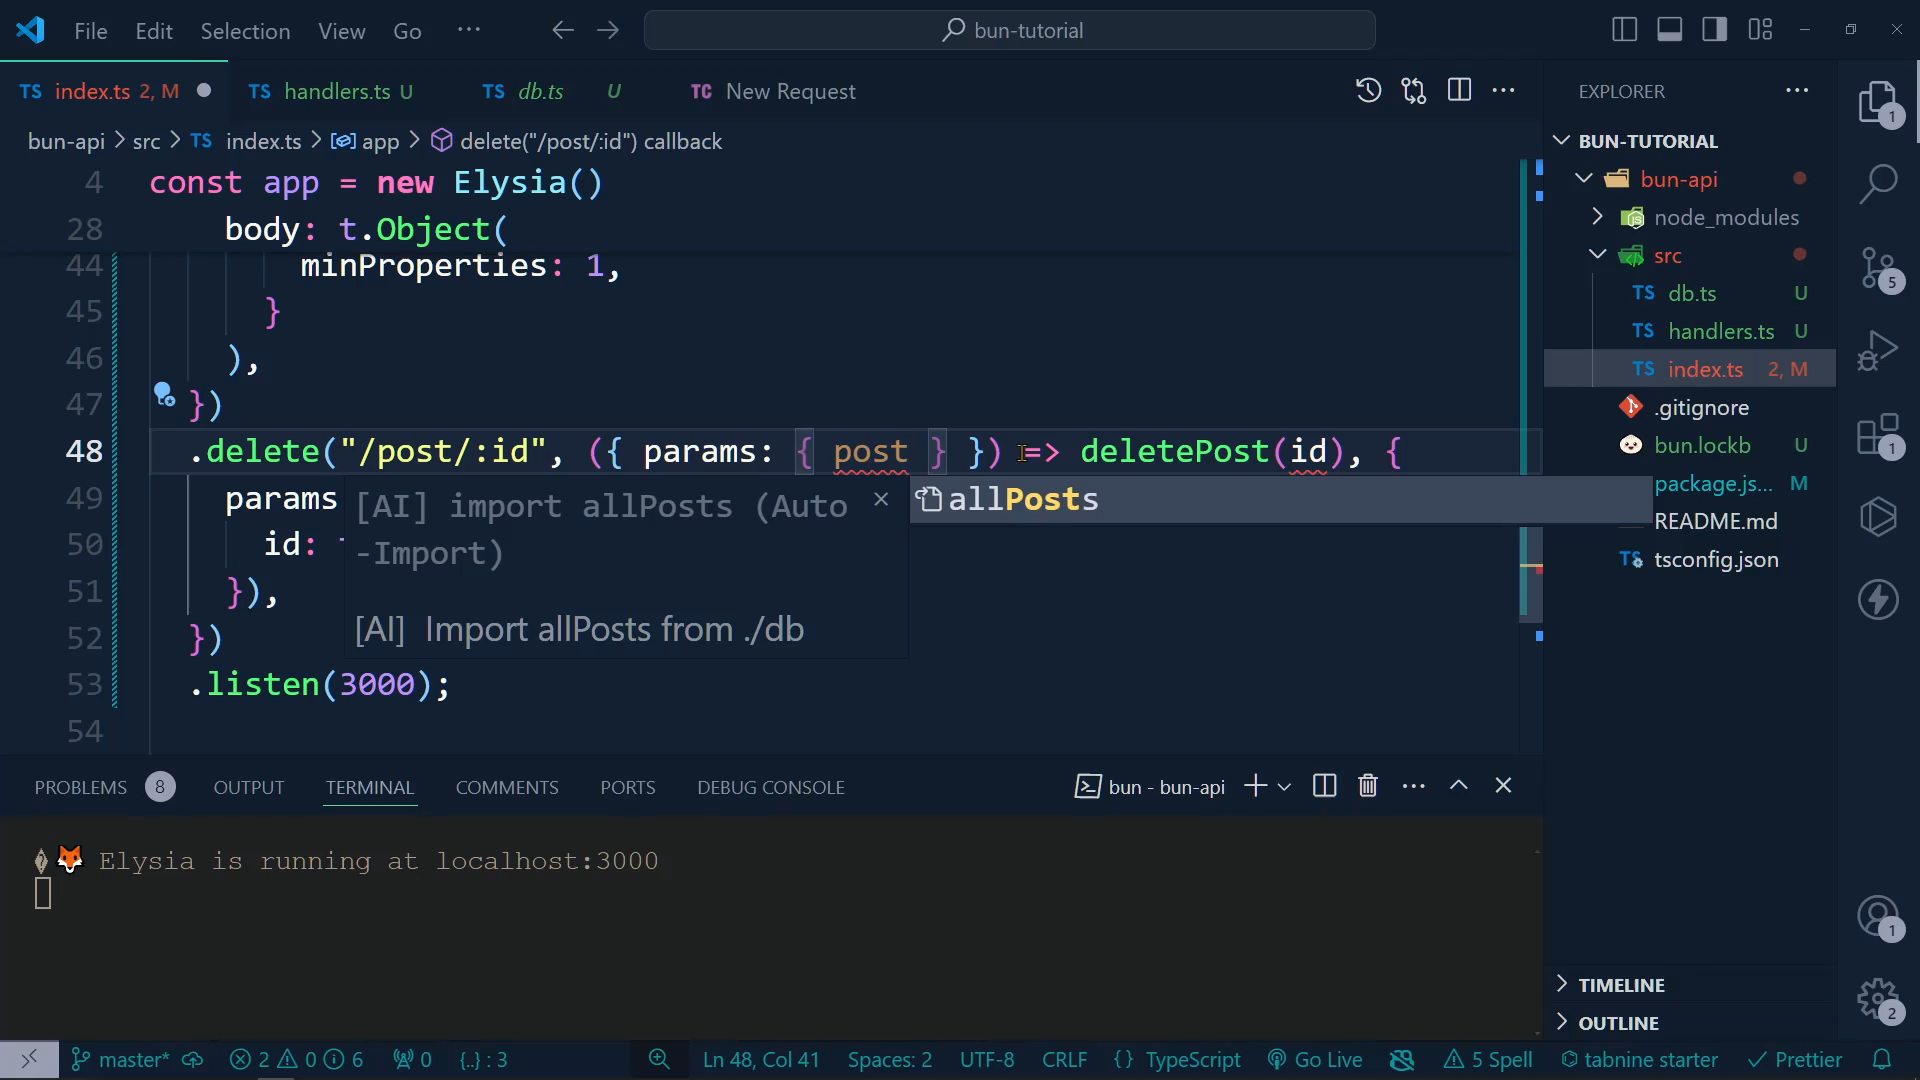 File Edit Selection View Go ··· bun-tutorial
TS index.ts 2, M TS handlers.ts U TS db.ts U TC New Request
EXPLORER
bun-api > src > TS index.ts > app > delete("/post/:id") callback
BUN-TUTORIAL
4 const app = new Elysia()
28 body: t.Object(
44 minProperties: 1,
45 }
46 ),
47 })
48 .delete("/post/:id", ({ params: { post } }) => deletePost(id), {
49 params
50 id:
51 }),
52 })
53 .listen(3000);
54
[AI] import allPosts (Auto
-Import)
[AI] Import allPosts from ./db
allPosts
bun-api
node_modules
src
TS db.ts U
TS handlers.ts U
TS index.ts 2, M
.gitignore
bun.lockb U
package.js... M
README.md
TS tsconfig.json
1
5
1
1
2
PROBLEMS 8 OUTPUT TERMINAL COMMENTS PORTS DEBUG CONSOLE bun - bun-api
Elysia is running at localhost:3000
TIMELINE
OUTLINE
master* 2 0 6 0 {..} : 3 Ln 48, Col 41 Spaces: 2 UTF-8 CRLF {} TypeScript Go Live 5 Spell tabnine starter Prettier